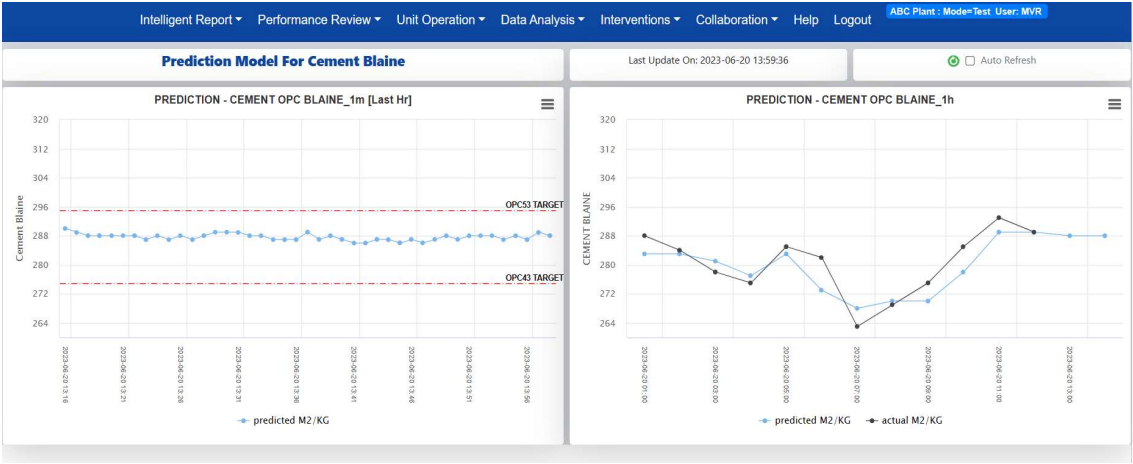 Intelligent Report Performance Review Unit Operation Data Analysis Interventions Collaboration Help Logout
ABC Plant : Mode=Test User: MVR
Prediction Model For Cement Blaine
Last Update On: 2023-06-20 13:59:36
Auto Refresh
PREDICTION - CEMENT OPC BLAINE_1m [Last Hr]
Cement Blaine
320
312
304
296
288
280
272
264
OPC53 TARGET
OPC43 TARGET
2023-06-20 13:16
2023-06-20 13:21
2023-06-20 13:26
2023-06-20 13:31
2023-06-20 13:36
2023-06-20 13:41
2023-06-20 13:46
2023-06-20 13:51
2023-06-20 13:56
predicted M2/KG
PREDICTION - CEMENT OPC BLAINE_1h
CEMENT BLAINE
320
312
304
296
288
280
272
264
2023-06-20 01:00
2023-06-20 03:00
2023-06-20 05:00
2023-06-20 07:00
2023-06-20 09:00
2023-06-20 11:00
2023-06-20 13:00
predicted M2/KG actual M2/KG